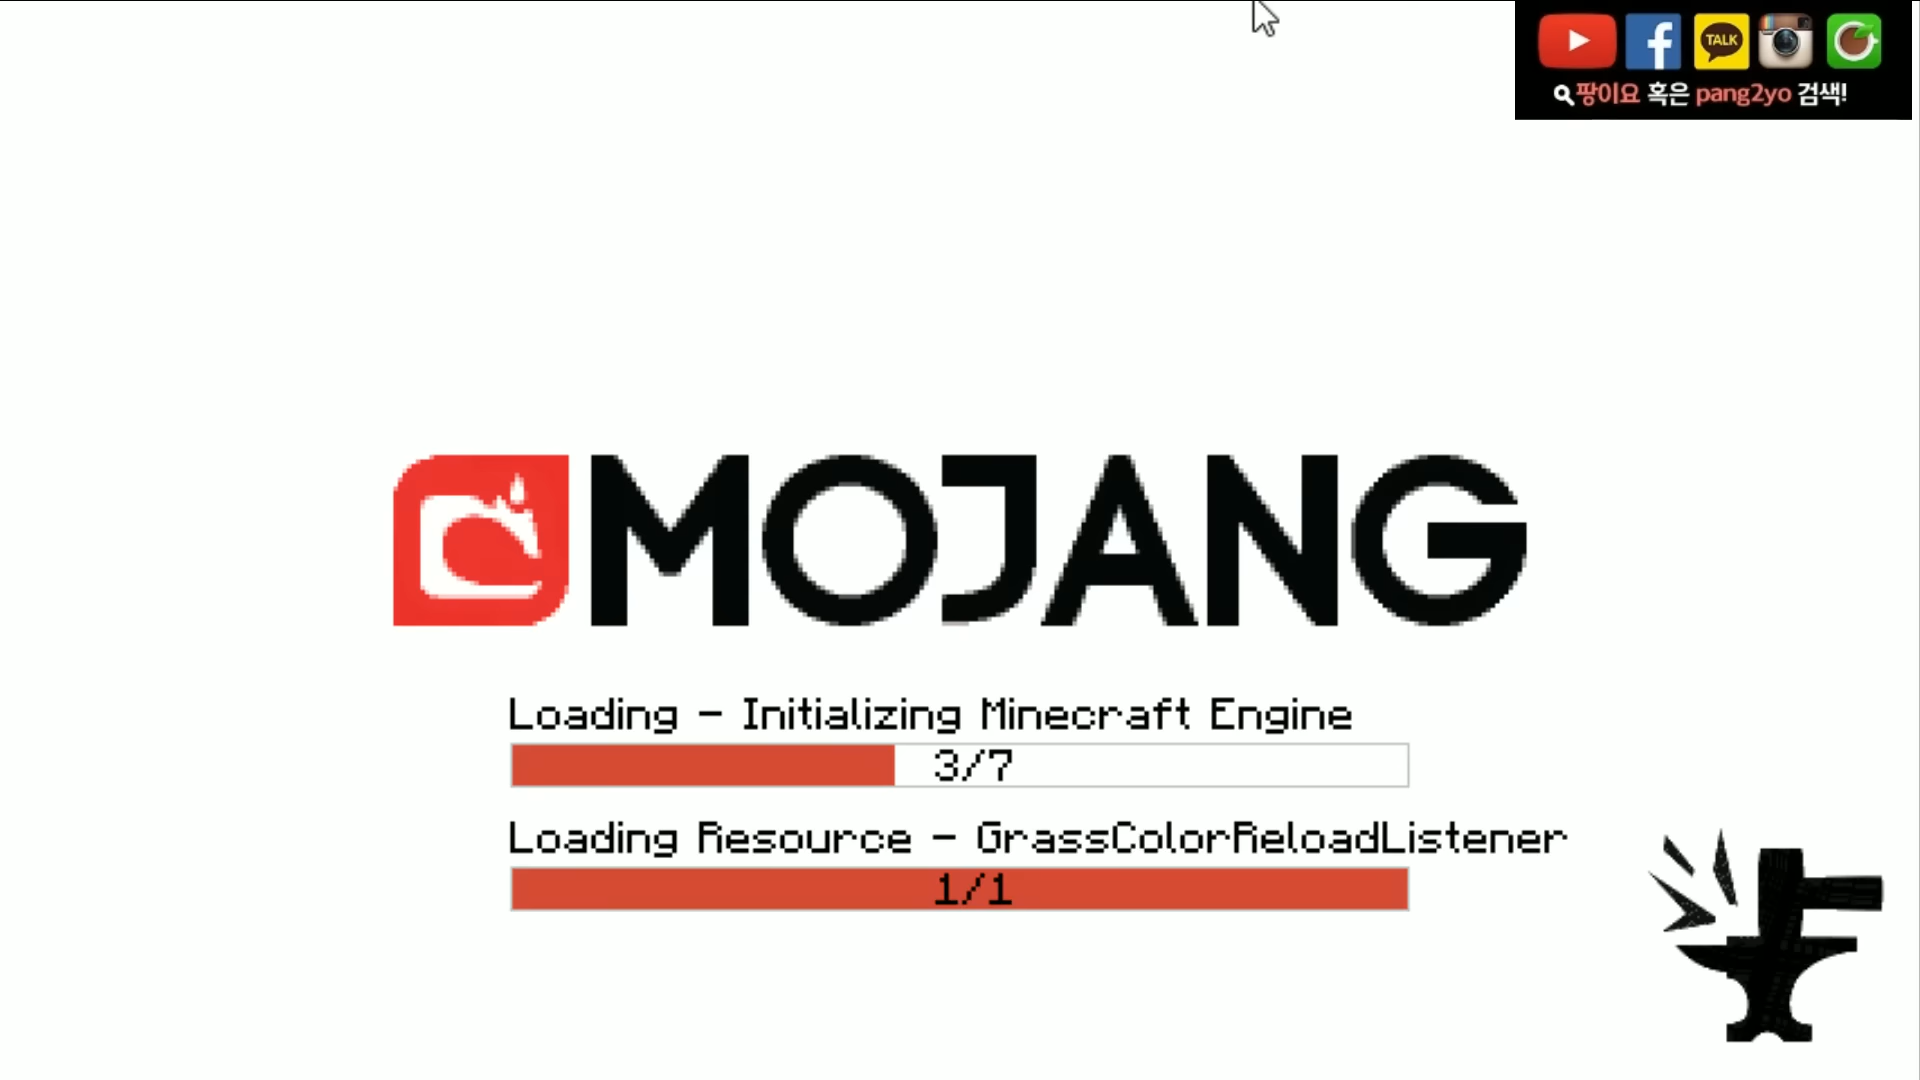 TALK
팡이요 혹은 pang2yo 검색!
MOJANG
Loading - Initializing Minecraft Engine
3/7
Loading Resource - GrassColorReloadListener
1/1